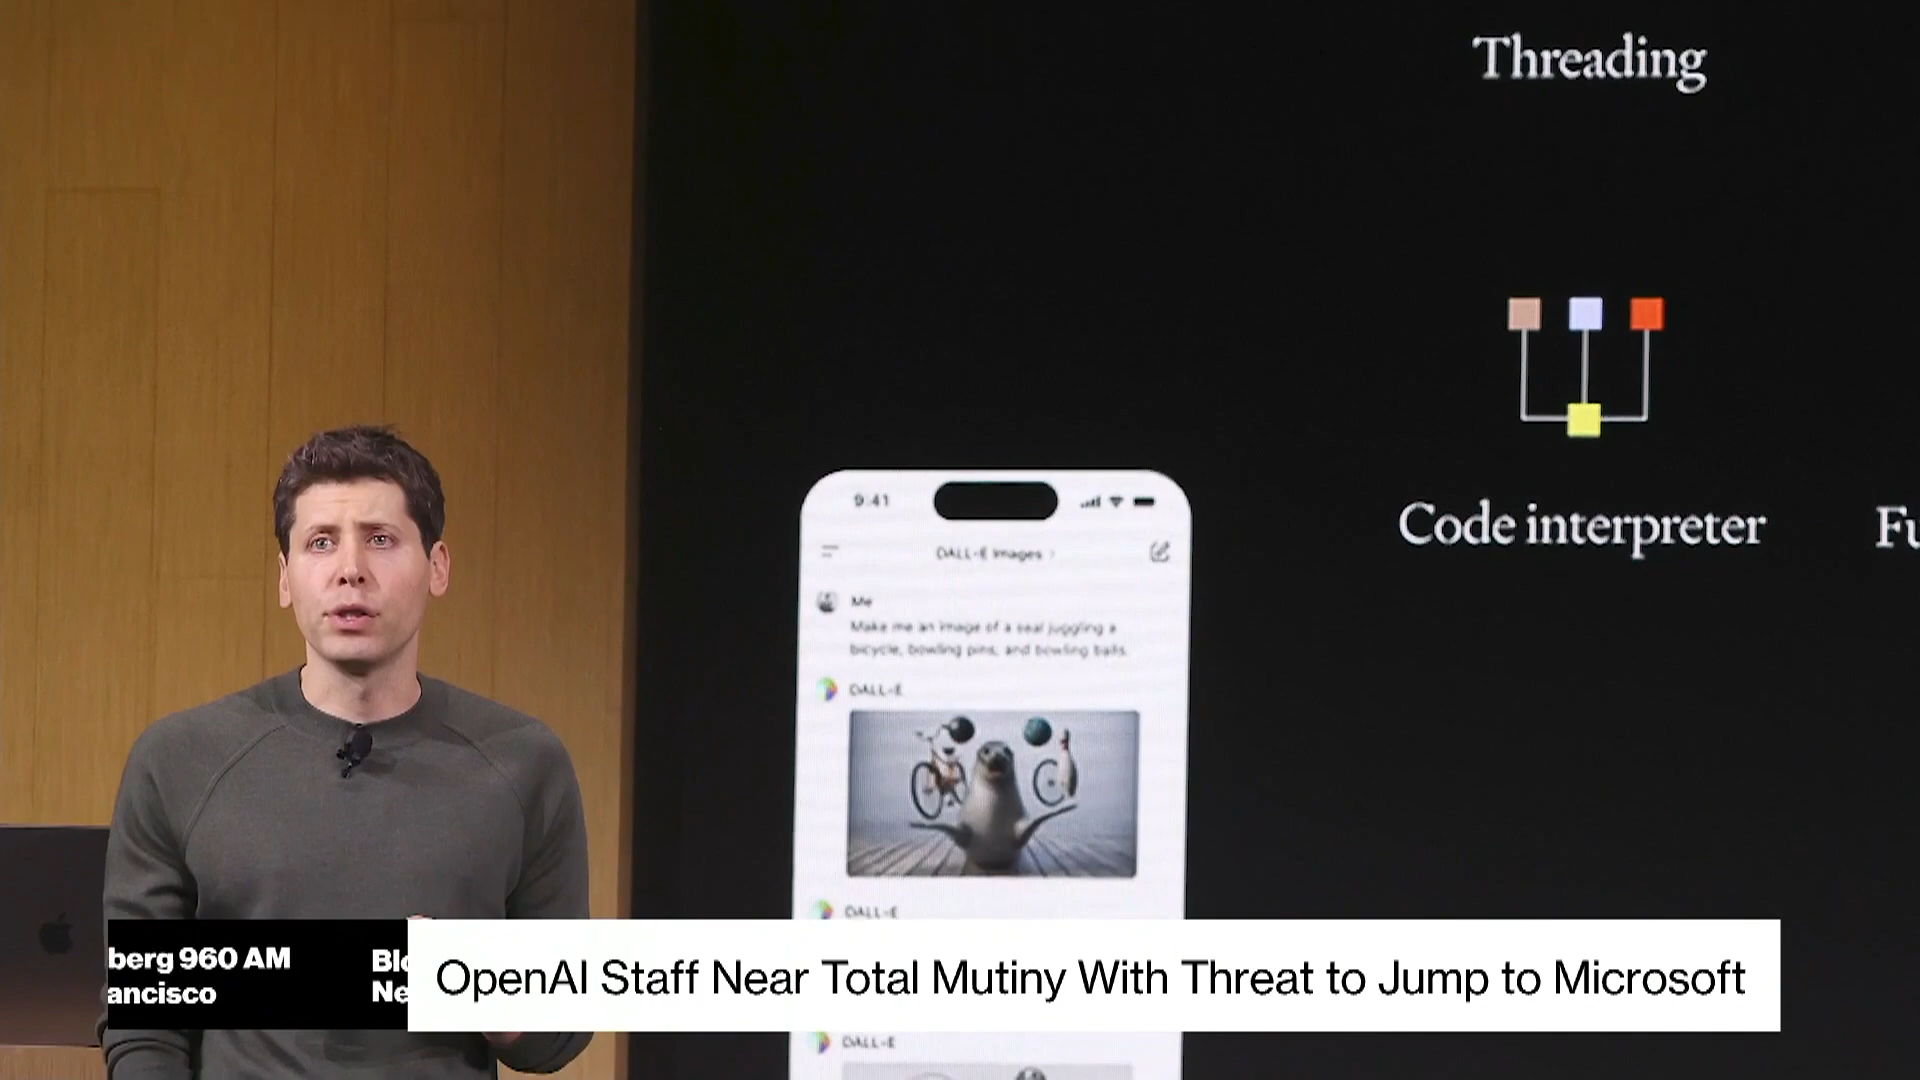 Threading
Code interpreter
Fu
9:41
DALL-E Images
Me
Make me an image of a seal juggling a
bicycle, bowling pins, and bowling balls.
DALL-E
DALL-E
DALL-E
berg 960 AM
ancisco
Blo
Ne
OpenAI Staff Near Total Mutiny With Threat to Jump to Microsoft